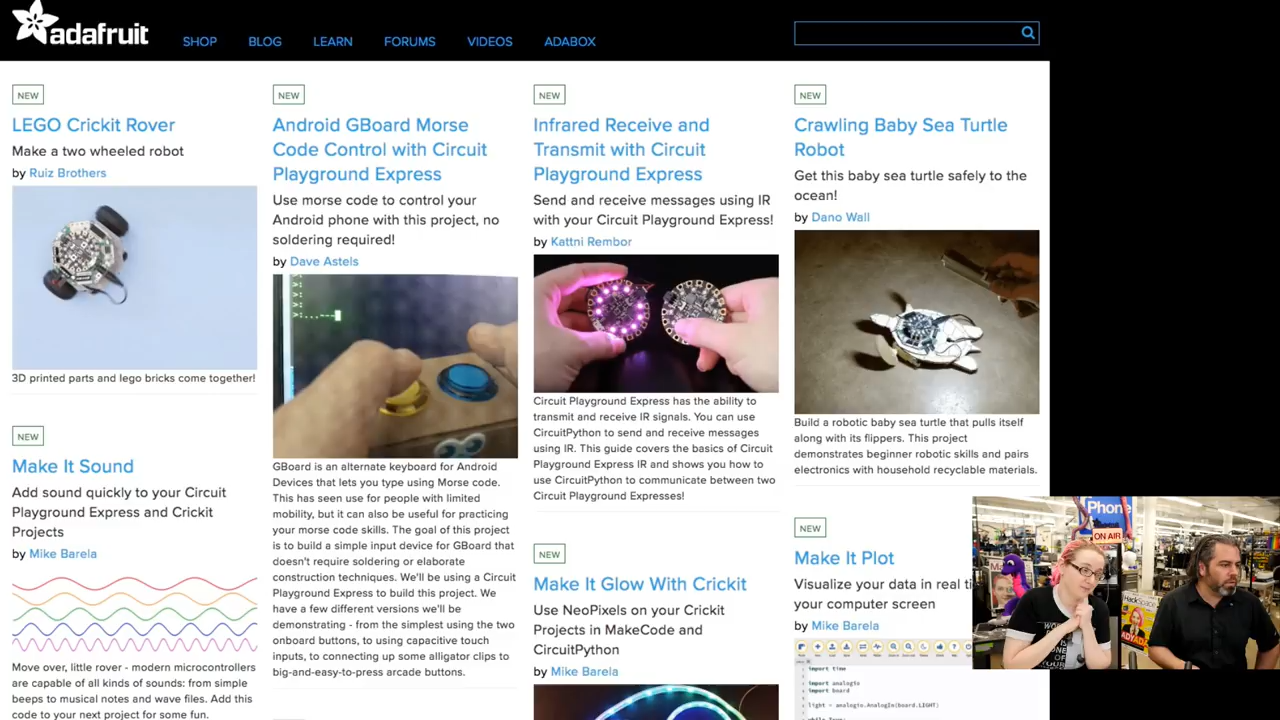 adafruit
SHOP
BLOG
LEARN
FORUMS
VIDEOS
ADABOX
NEW
LEGO Crickit Rover
Make a two wheeled robot
by Ruiz Brothers
3D printed parts and lego bricks come together!
NEW
Make It Sound
Add sound quickly to your Circuit
Playground Express and Crickit
Projects
by Mike Barela
Move over, little rover - modern microcontrollers
are capable of all kinds of sounds: from simple
beeps to musical notes and wave files. Add this
code to your next project for some fun.
NEW
Android GBoard Morse
Code Control with Circuit
Playground Express
Use morse code to control your
Android phone with this project, no
soldering required!
by Dave Astels
GBoard is an alternate keyboard for Android
Devices that lets you type using Morse code.
This has seen use for people with limited
mobility, but it can also be useful for practicing
your morse code skills. The goal of this project
is to build a simple input device for GBoard that
doesn't require soldering or elaborate
construction techniques. We'll be using a Circuit
Playground Express to build this project. We
have a few different versions we'll be
demonstrating - from the simplest using the two
onboard buttons, to using capacitive touch
inputs, to connecting up some alligator clips to
big-and-easy-to-press arcade buttons.
NEW
Infrared Receive and
Transmit with Circuit
Playground Express
Send and receive messages using IR
with your Circuit Playground Express!
by Kattni Rembor
Circuit Playground Express has the ability to
transmit and receive IR signals. You can use
CircuitPython to send and receive messages
using IR. This guide covers the basics of Circuit
Playground Express IR and shows you how to
use CircuitPython to communicate between two
Circuit Playground Expresses!
NEW
Make It Glow With Crickit
Use NeoPixels on your Crickit
Projects in MakeCode and
CircuitPython
by Mike Barela
NEW
Crawling Baby Sea Turtle
Robot
Get this baby sea turtle safely to the
ocean!
by Dano Wall
Build a robotic baby sea turtle that pulls itself
along with its flippers. This project
demonstrates beginner robotic skills and pairs
electronics with household recyclable materials.
NEW
Make It Plot
Visualize your data in real ti
your computer screen
by Mike Barela
import time
import analogio
import board
light = analogio.AnalogIn(board.LIGHT)
while True:
Phone
ON AIR
HackSpace